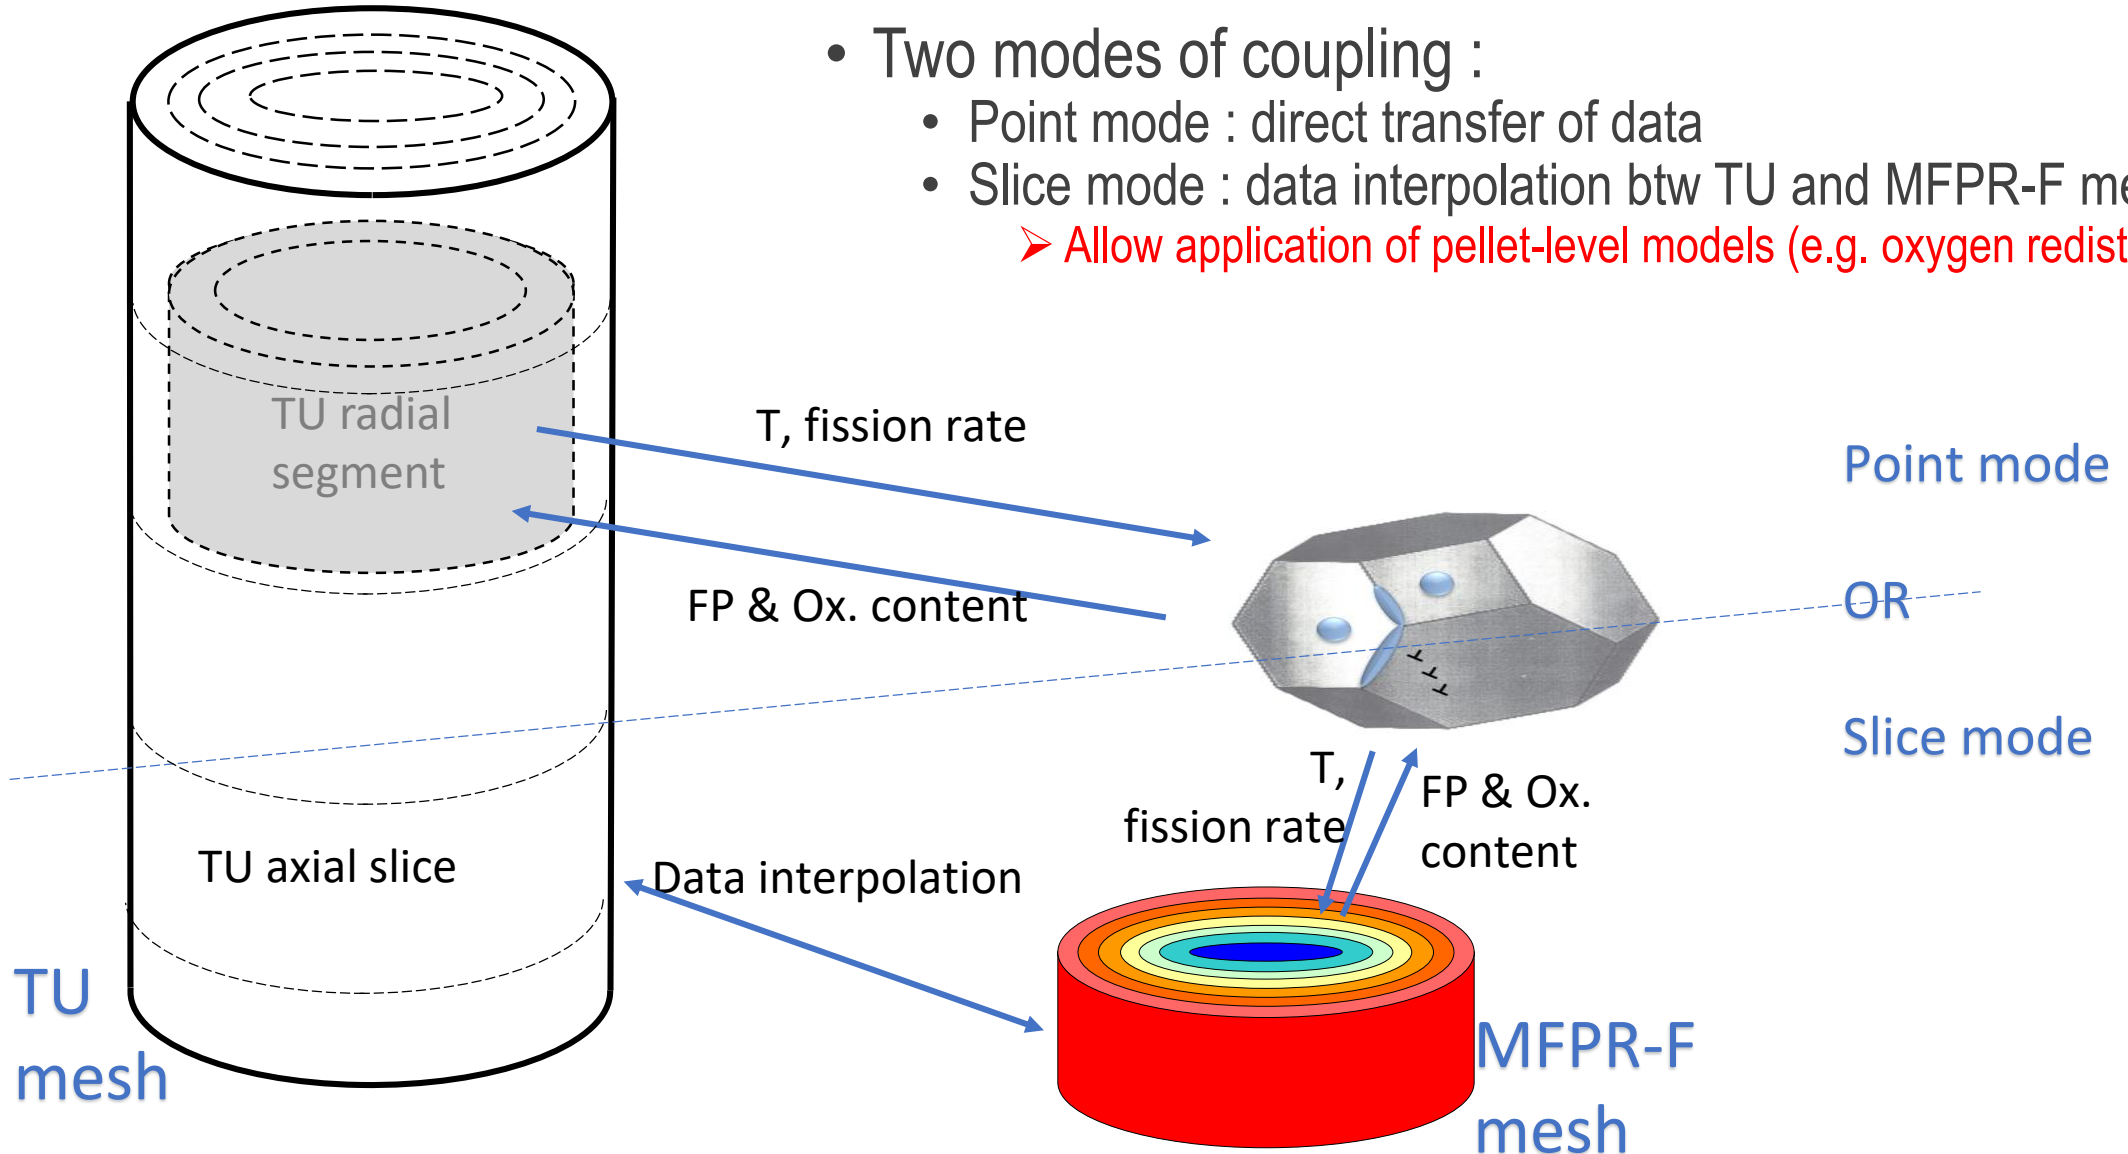 • Two modes of coupling :
• Point mode : direct transfer of data
• Slice mode : data interpolation btw TU and MFPR-F
➢ Allow application of pellet-level models (e.g. oxygen
TU radial
segment
T, fission rate
FP & Ox. content
Point mode
OR
Slice mode
T,
fission rate
FP & Ox.
content
TU axial slice
Data interpolation
TU
mesh
MFPR-F
mesh